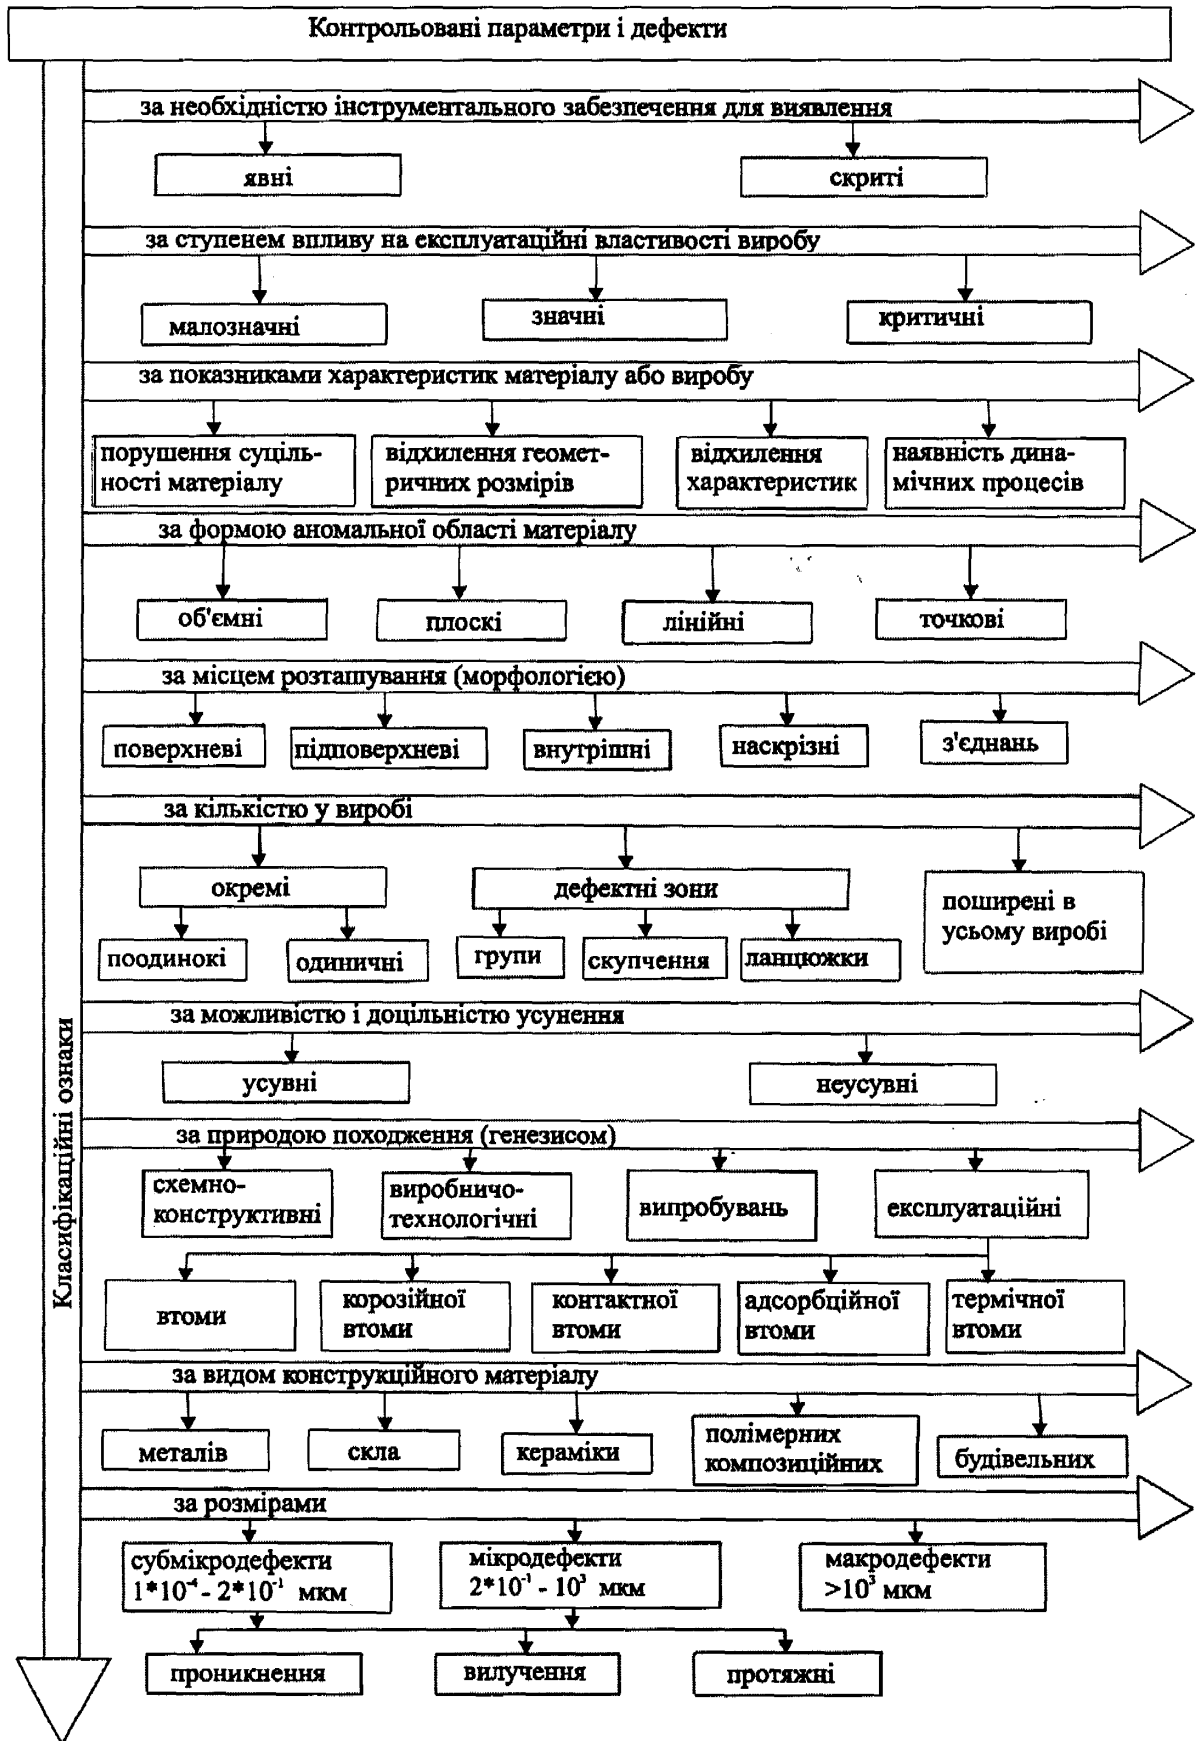 Контрольовані параметри і дефекти
за необхідністю інструментального забезпечення для виявлення
явні
скриті
за ступенем впливу на експлуатаційні властивості виробу
малозначні
значні
критичні
за показниками характеристик матеріалу або виробу
порушення суціль-
ності матеріалу
відхилення геомет-
ричних розмірів
відхилення
характеристик
наявність дина-
мічних процесів
за формою аномальної області матеріалу
об'ємні
плоскі
лінійні
точкові
за місцем розташування (морфологією)
поверхневі
підповерхневі
внутрішні
наскрізні
з'єднань
за кількістю у виробі
окремі
дефектні зони
поширені в
усьому виробі
поодинокі
одиничні
групи
скупчення
ланцюжки
за можливістю і доцільністю усунення
усувні
неусувні
за природою походження (генезисом)
схемно-
конструктивні
виробничо-
технологічні
випробувань
експлуатаційні
втоми
корозійної
втоми
контактної
втоми
адсорбційної
втоми
термічної
втоми
за видом конструкційного матеріалу
металів
скла
кераміки
полімерних
композиційних
будівельних
за розмірами
субмікродефекти
1*10⁻⁴ - 2*10⁻¹ мкм
мікродефекти
2*10⁻¹ - 10³ мкм
макродефекти
>10³ мкм
проникнення
вилучення
протяжні
Класифікаційні ознаки